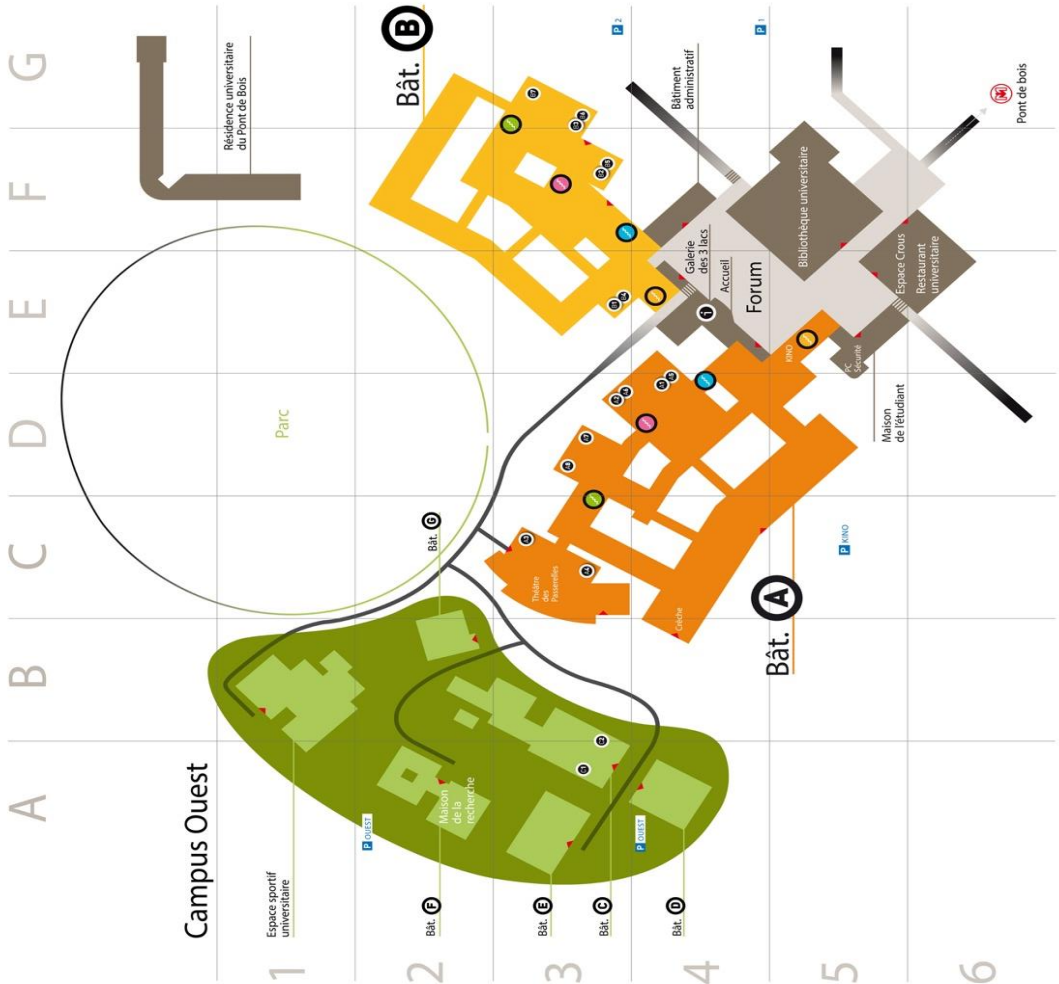 A
B
C
D
E
F
G
1
2
3
4
5
6
Campus Ouest
Espace sportif
universitaire
P OUEST
Bât. F
Maison
de la
recherche
Bât. E
Bât. C
P OUEST
Bât. D
C1
C2
Bât. G
Parc
Résidence universitaire
du Pont de Bois
Bât. B
P 2
P 1
Théâtre
des
Passerelles
Crèche
Bât. A
P KINO
KINO
PC
Sécurité
Maison
de l'étudiant
i
Galerie
des 3 lacs
Accueil
Forum
Bâtiment
administratif
Bibliothèque universitaire
Espace Crous
Restaurant
universitaire
M
Pont de bois